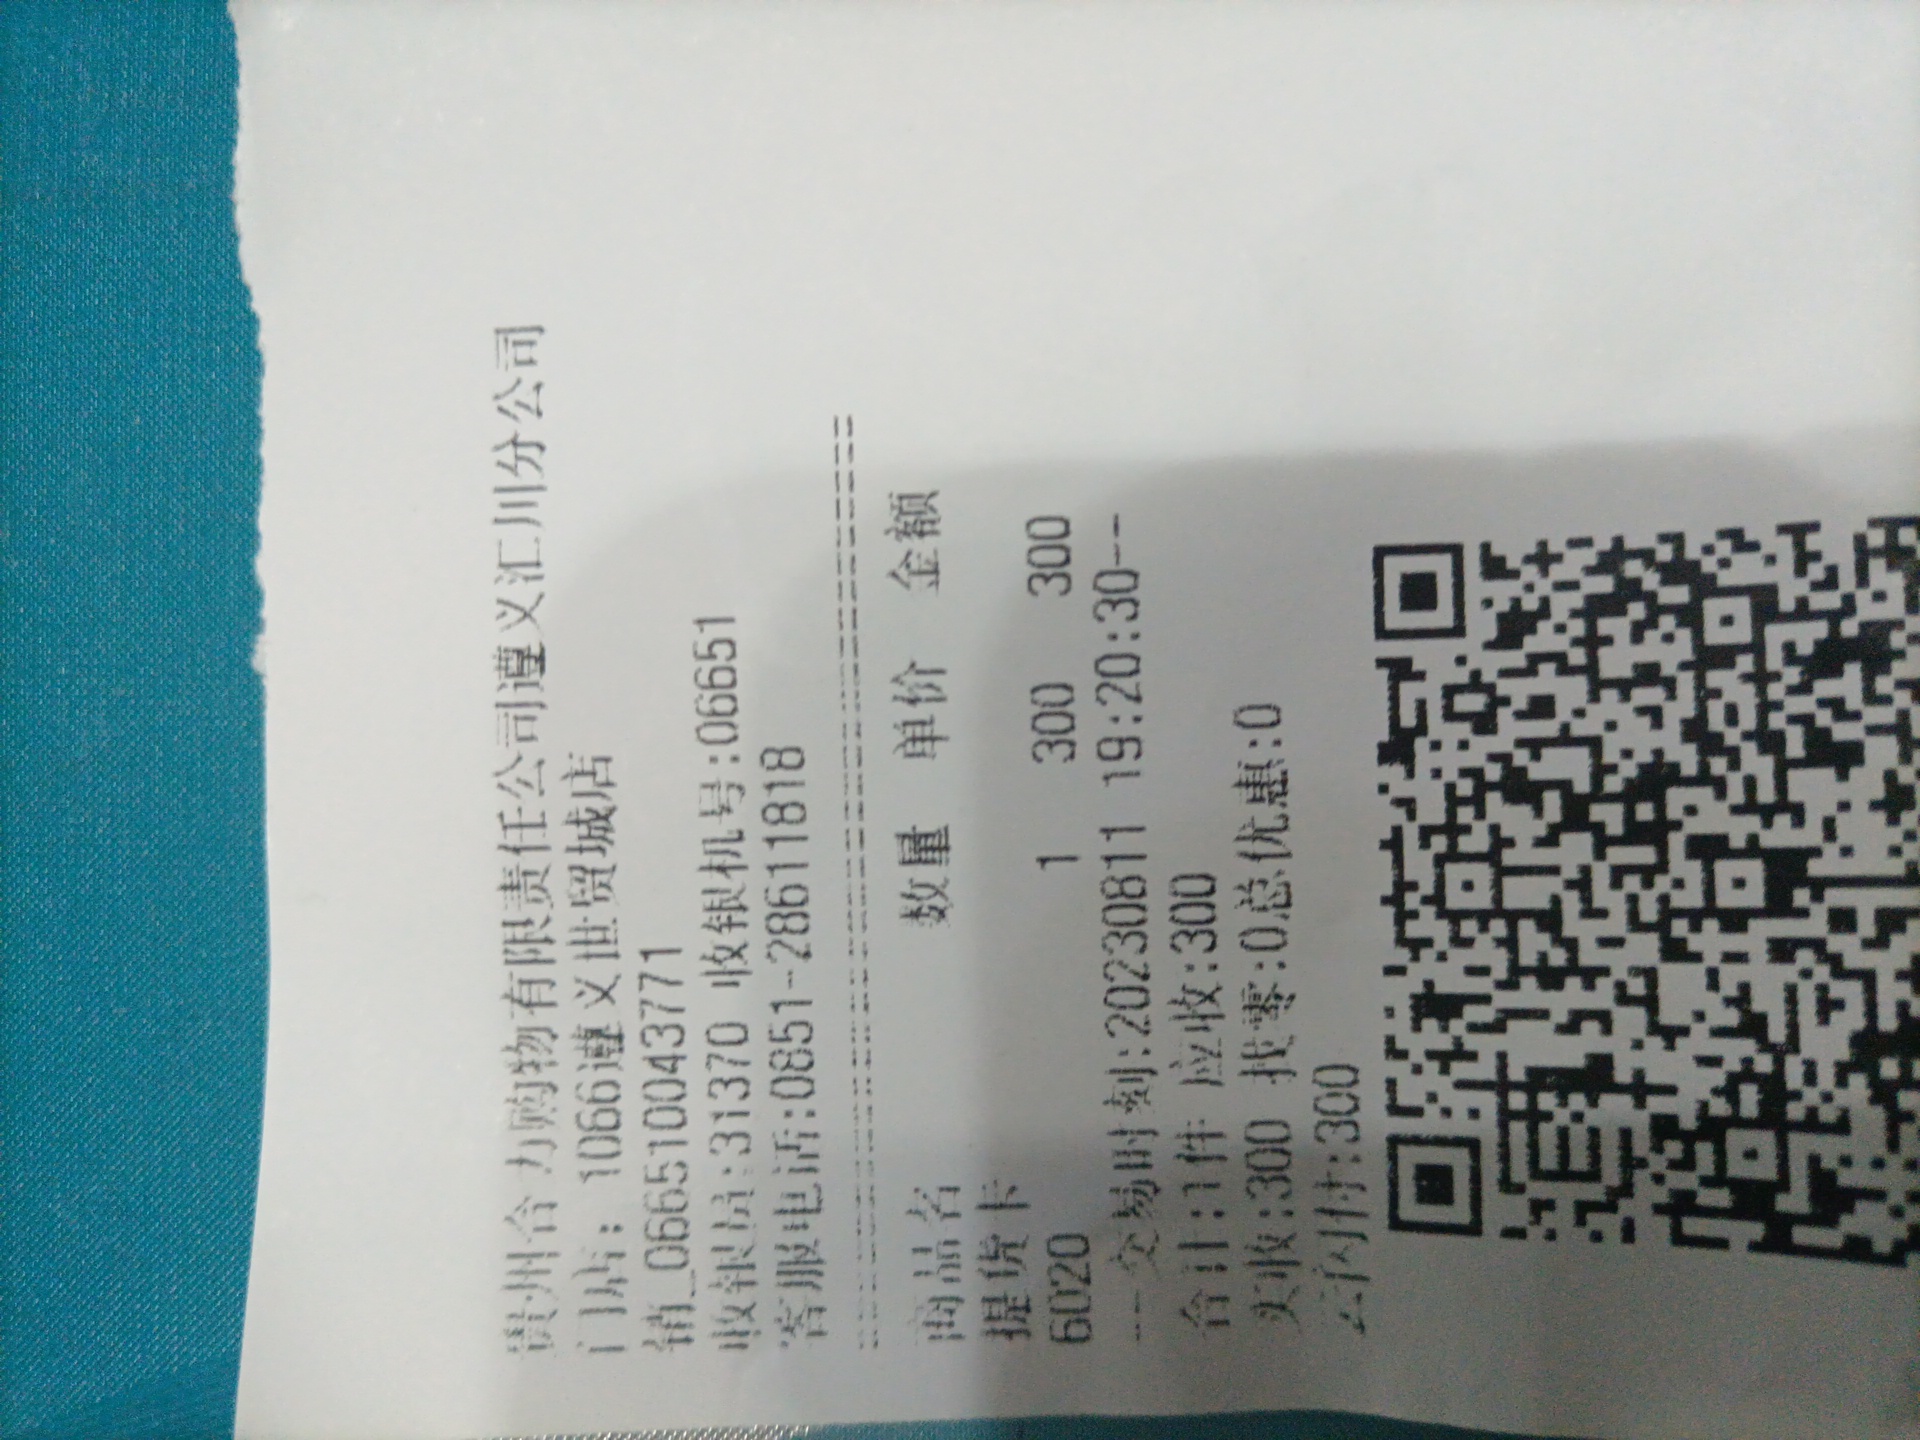 贵州合力购物有限责任公司遵义汇川分公司
门店: 1066遵义世贸城店
销_066510043771
收银员:31370 收银机号:06651
客服电话:0851-28611818
商品名 数量 单价 金额
提货卡
6020 1 300 300
---交易时刻:20230811 19:20:30--
合计:1件 应收:300
实收:300 找零:0总优惠:0
云闪付:300